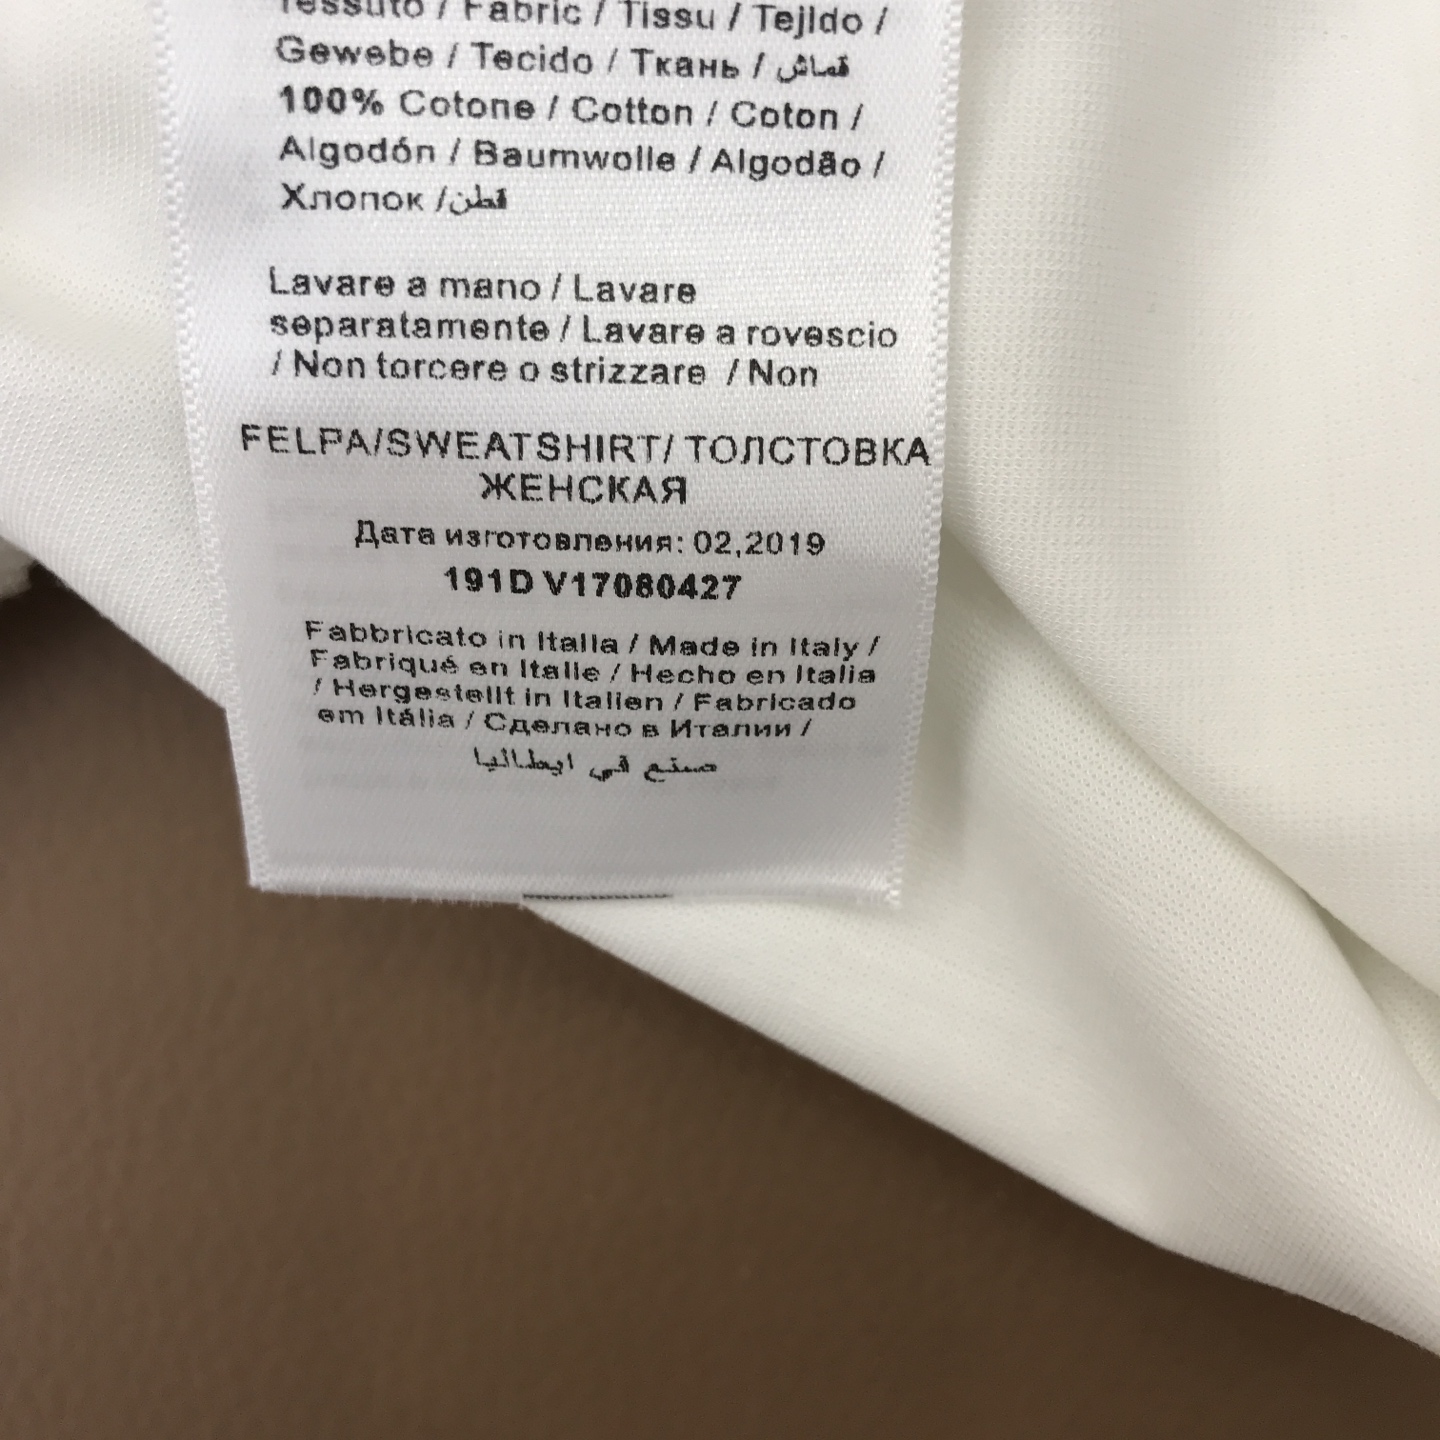 Tessuto / Fabric / Tissu / Tejido /
Gewebe / Tecido / Ткань / قماش
100% Cotone / Cotton / Coton /
Algodón / Baumwolle / Algodão /
Хлопок /قطن
Lavare a mano / Lavare
separatamente / Lavare a rovescio
/ Non torcere o strizzare / Non
FELPA/SWEATSHIRT/ ТОЛСТОВКА
ЖЕНСКАЯ
Дата изготовления: 02,2019
191D V17080427
Fabbricato in Italia / Made in Italy /
Fabriqué en Italie / Hecho en Italia
/ Hergestellt in Italien / Fabricado
em Itália / Сделано в Италии /
صنع في ايطاليا